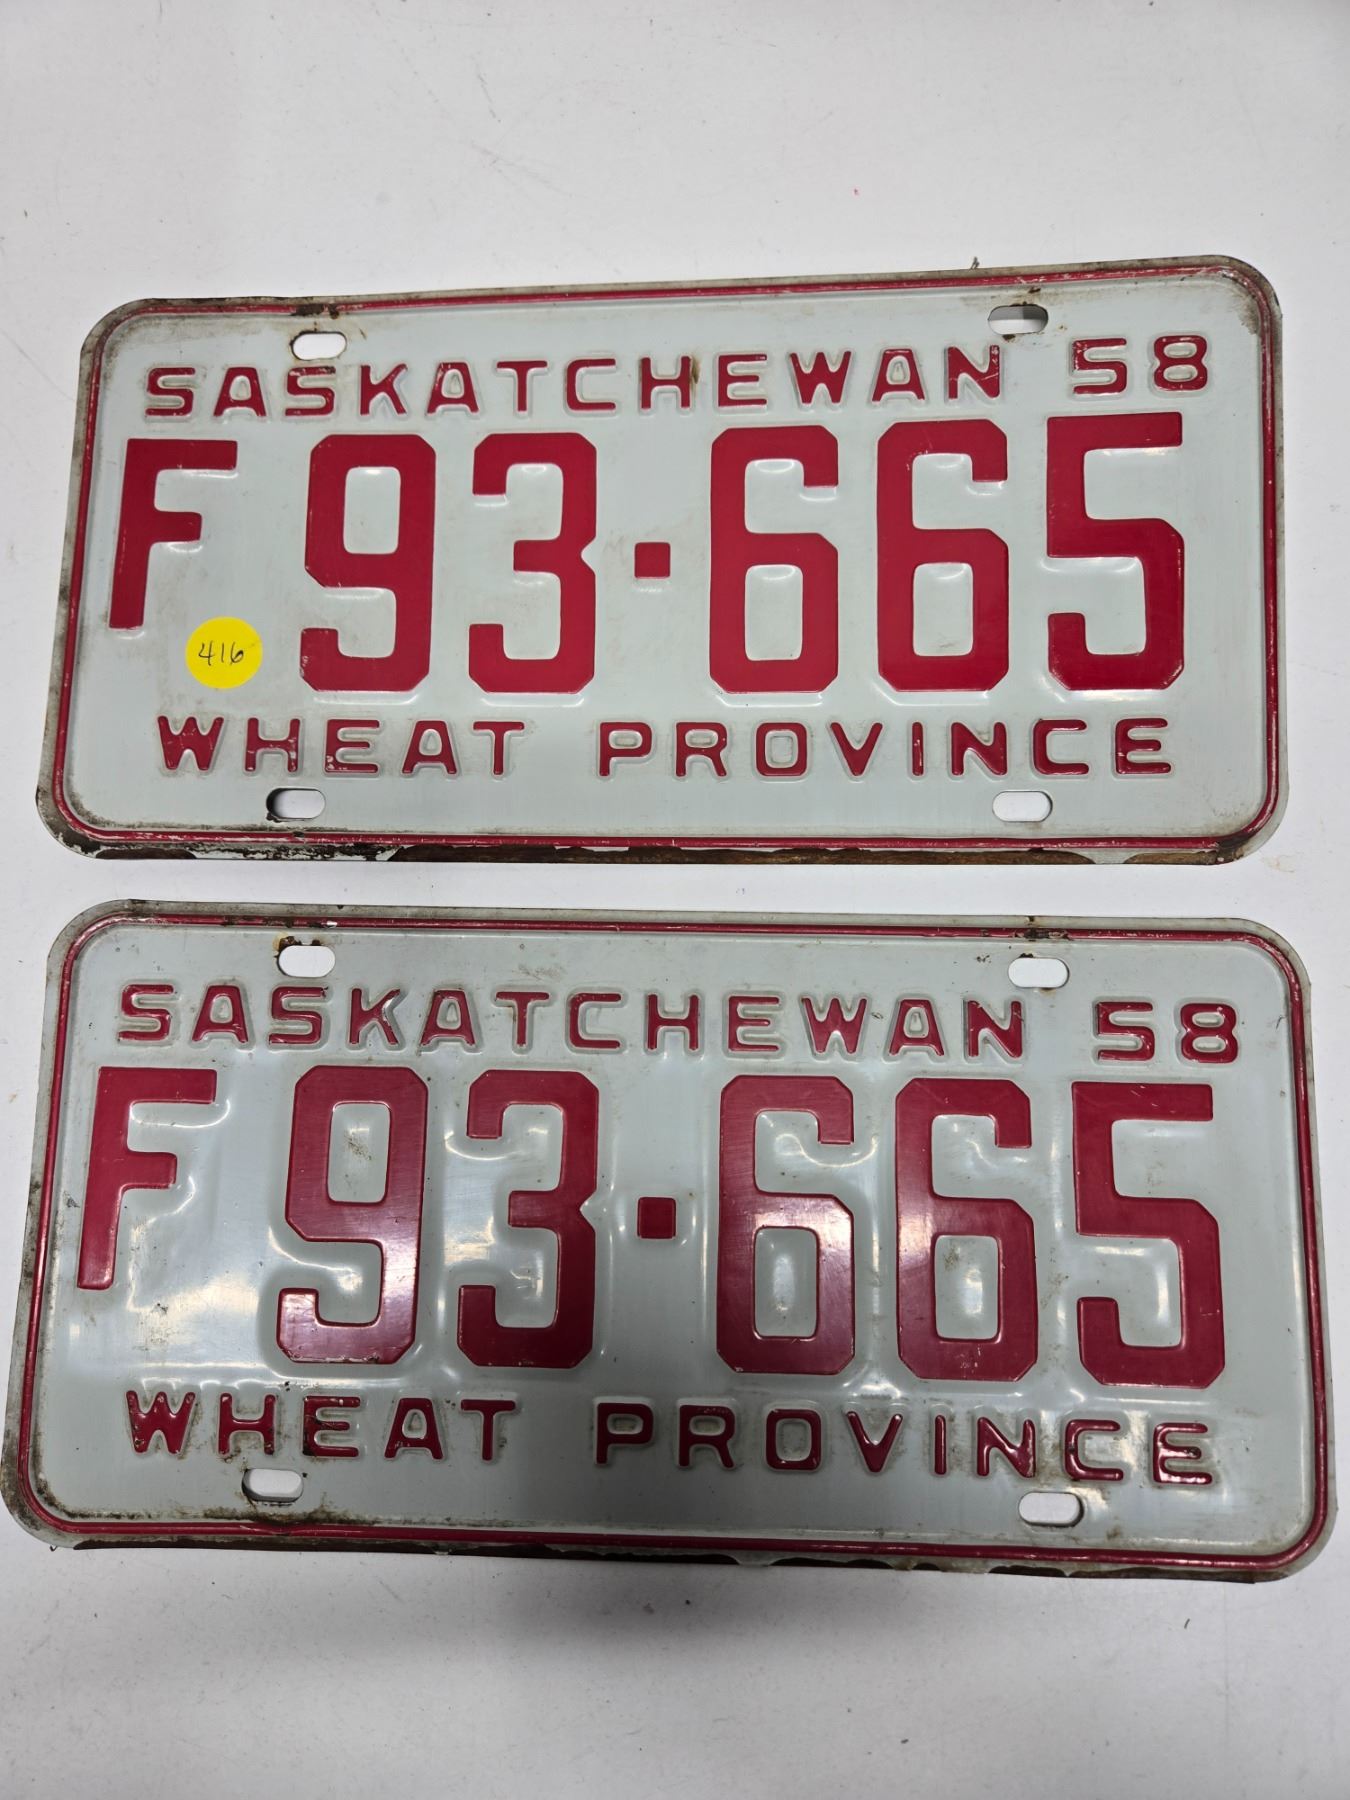 SASKATCHEWAN 58
F 93·665
416
WHEAT PROVINCE
SASKATCHEWAN 58
F 93·665
WHEAT PROVINCE